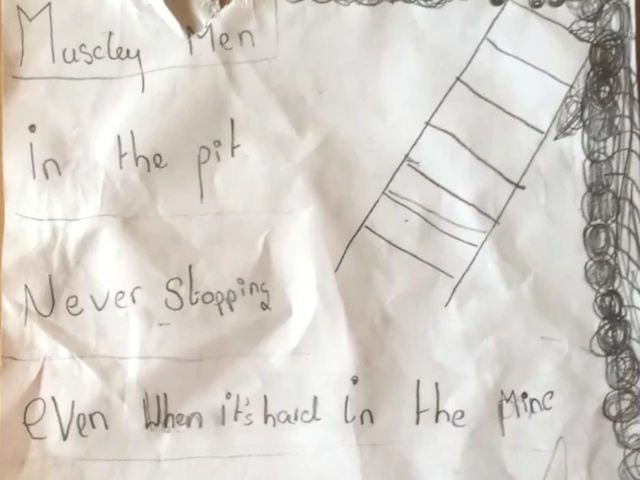 Muscley Men
in the pit
Never Stopping
even When it's hard in the Mine